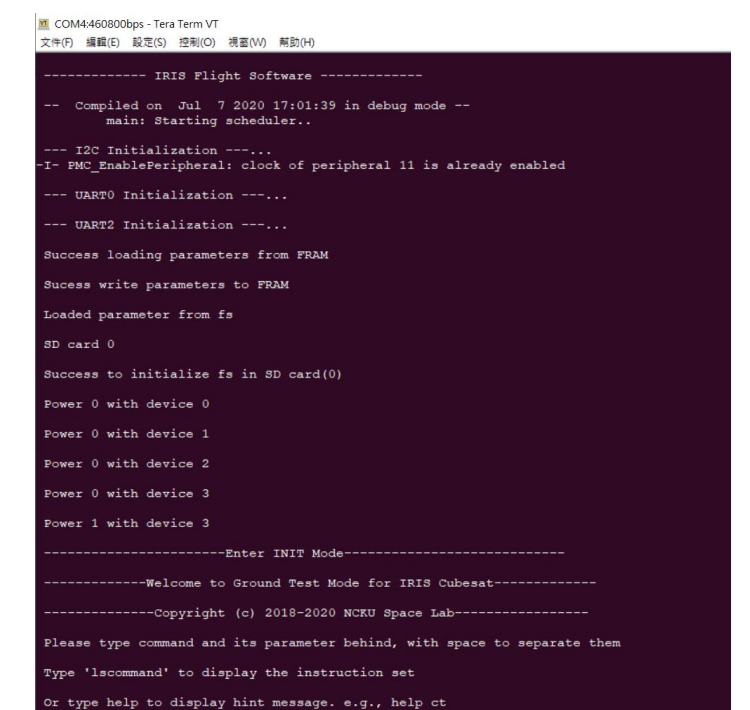 COM4:460800bps - Tera Term VT
文件(F) 編輯(E) 設定(S) 控制(O) 視窗(W) 幫助(H)
------------- IRIS Flight Software -------------
-- Compiled on Jul 7 2020 17:01:39 in debug mode --
main: Starting scheduler..
--- I2C Initialization ---...
-I- PMC_EnablePeripheral: clock of peripheral 11 is already enabled
--- UART0 Initialization ---...
--- UART2 Initialization ---...
Success loading parameters from FRAM
Sucess write parameters to FRAM
Loaded parameter from fs
SD card 0
Success to initialize fs in SD card(0)
Power 0 with device 0
Power 0 with device 1
Power 0 with device 2
Power 0 with device 3
Power 1 with device 3
-----------------------Enter INIT Mode----------------------------
-------------Welcome to Ground Test Mode for IRIS Cubesat-------------
--------------Copyright (c) 2018-2020 NCKU Space Lab-----------------
Please type command and its parameter behind, with space to separate them
Type 'lscommand' to display the instruction set
Or type help to display hint message. e.g., help ct